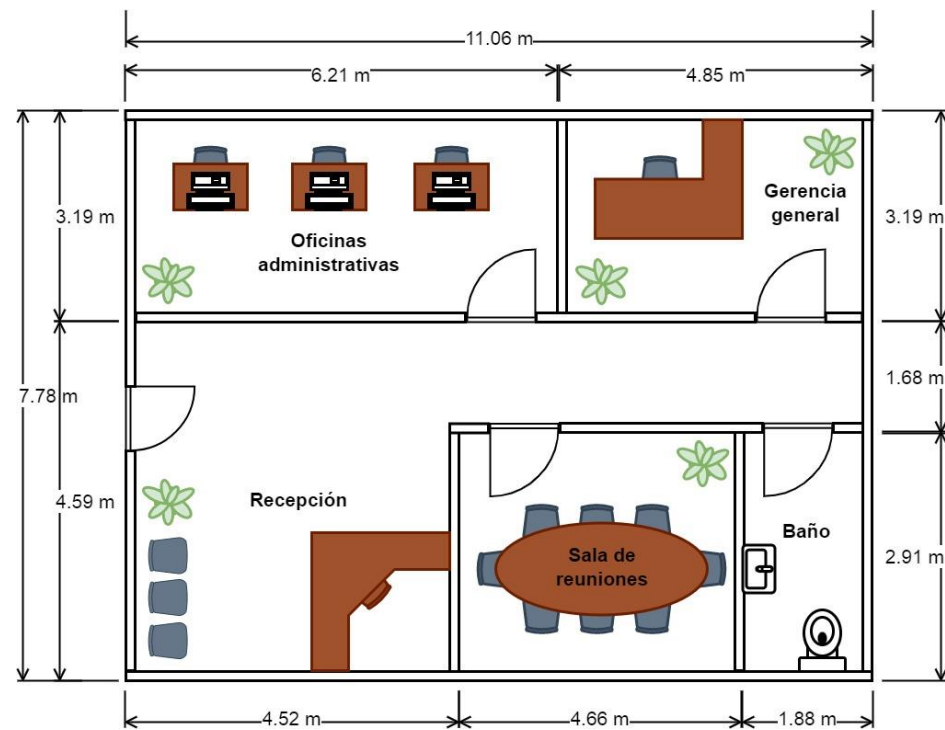 11.06 m
6.21 m
4.85 m
3.19 m
Oficinas
administrativas
Gerencia
general
3.19 m
1.68 m
7.78 m
4.59 m
Recepción
Sala de
reuniones
Baño
2.91 m
4.52 m
4.66 m
1.88 m